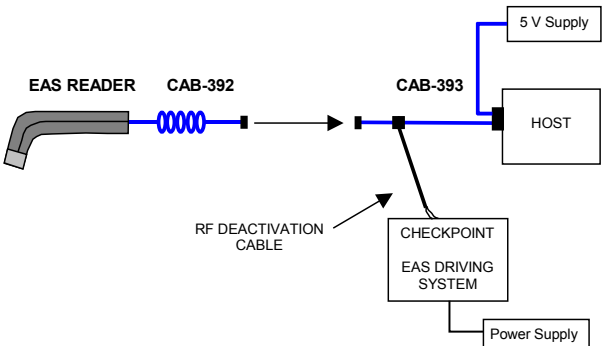 5 V Supply
EAS READER
CAB-392
CAB-393
HOST
RF DEACTIVATION
CABLE
CHECKPOINT
EAS DRIVING
SYSTEM
Power Supply